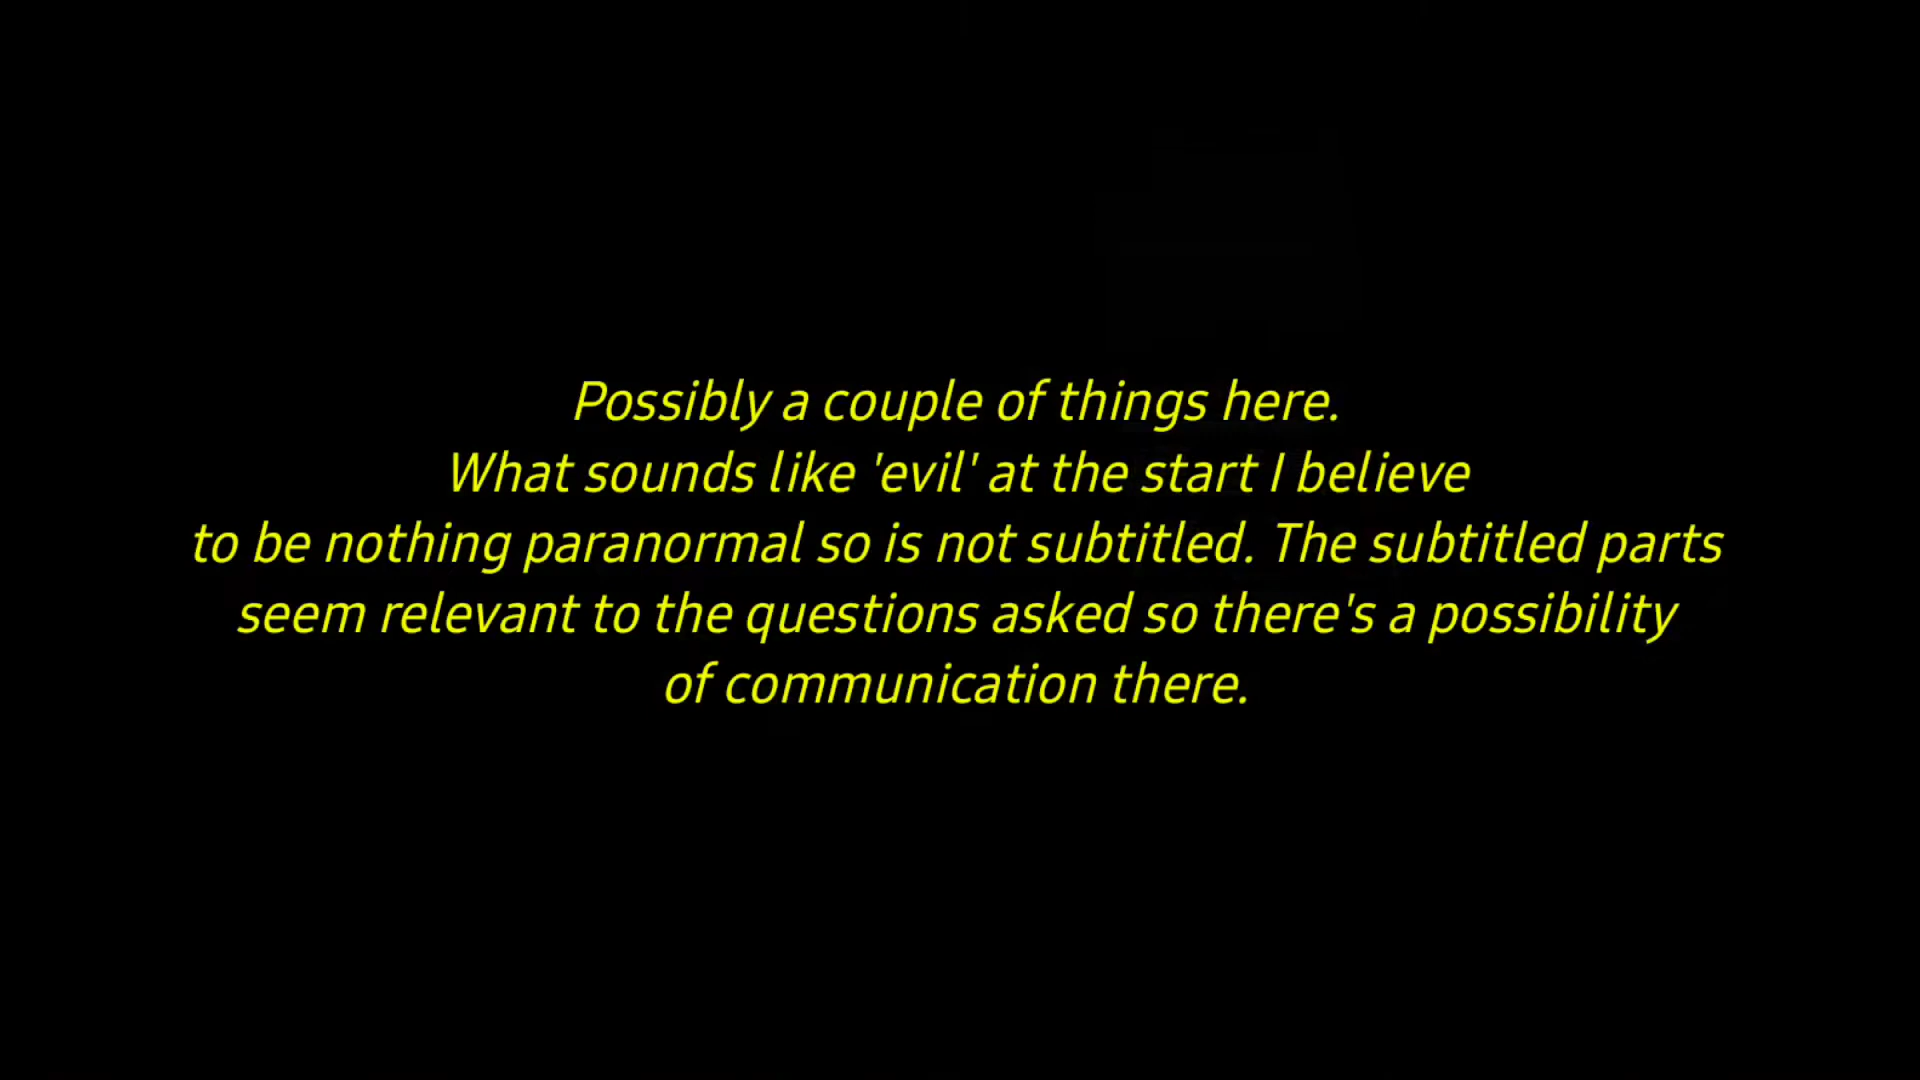 Possibly a couple of things here.
What sounds like 'evil' at the start I believe
to be nothing paranormal so is not subtitled. The subtitled parts
seem relevant to the questions asked so there's a possibility
of communication there.